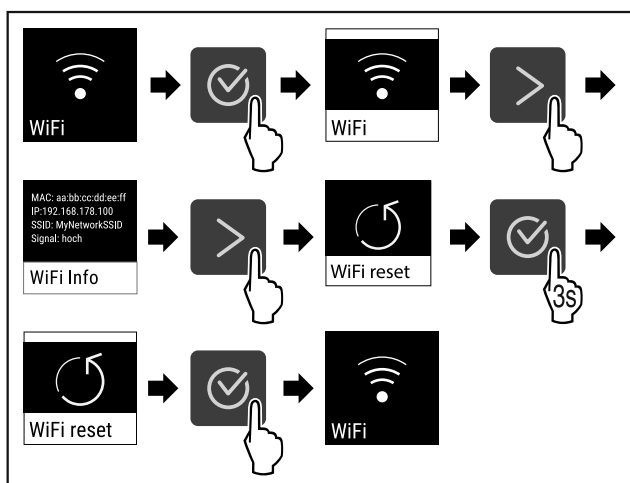 WiFi
WiFi
MAC: aa:bb:cc:dd:ee:ff
IP:192.168.178.100
SSID: MyNetworkSSID
Signal: hoch
WiFi Info
WiFi reset
3s
WiFi reset
WiFi